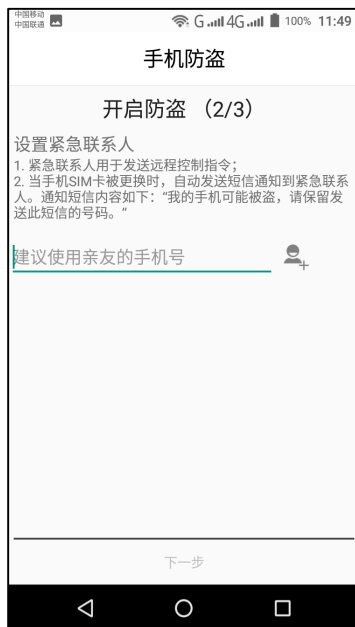 中国移动
中国联通
G 4G 100% 11:49
手机防盗
开启防盗 （2/3）
设置紧急联系人
1. 紧急联系人用于发送远程控制指令；
2. 当手机SIM卡被更换时，自动发送短信通知到紧急联系
人。通知短信内容如下：“我的手机可能被盗，请保留发
送此短信的号码。”
建议使用亲友的手机号
下一步